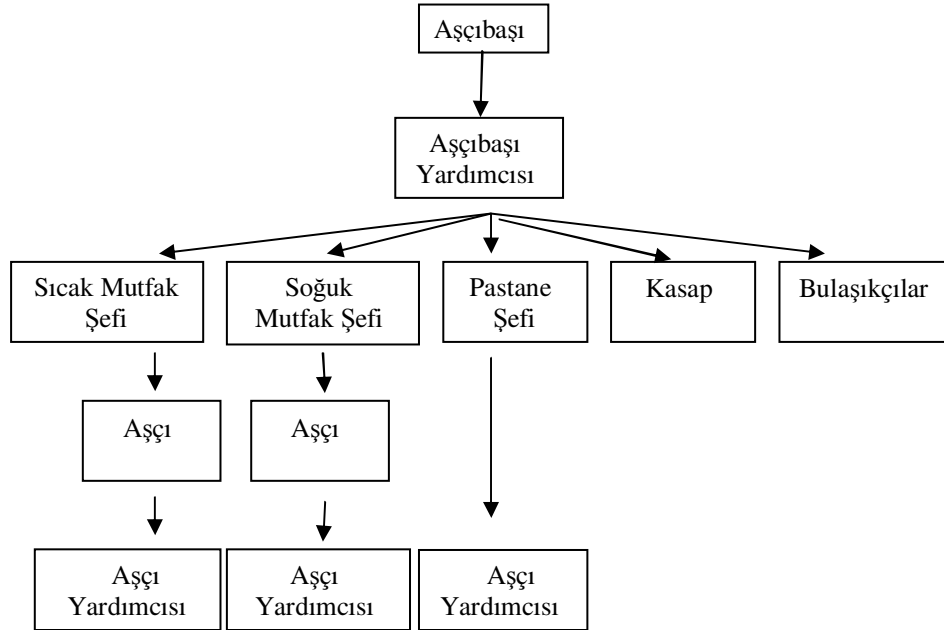 Aşçıbaşı
Aşçıbaşı
Yardımcısı
Sıcak Mutfak
Şefi
Soğuk
Mutfak Şefi
Pastane
Şefi
Kasap
Bulaşıkçılar
Aşçı
Aşçı
Aşçı
Yardımcısı
Aşçı
Yardımcısı
Aşçı
Yardımcısı